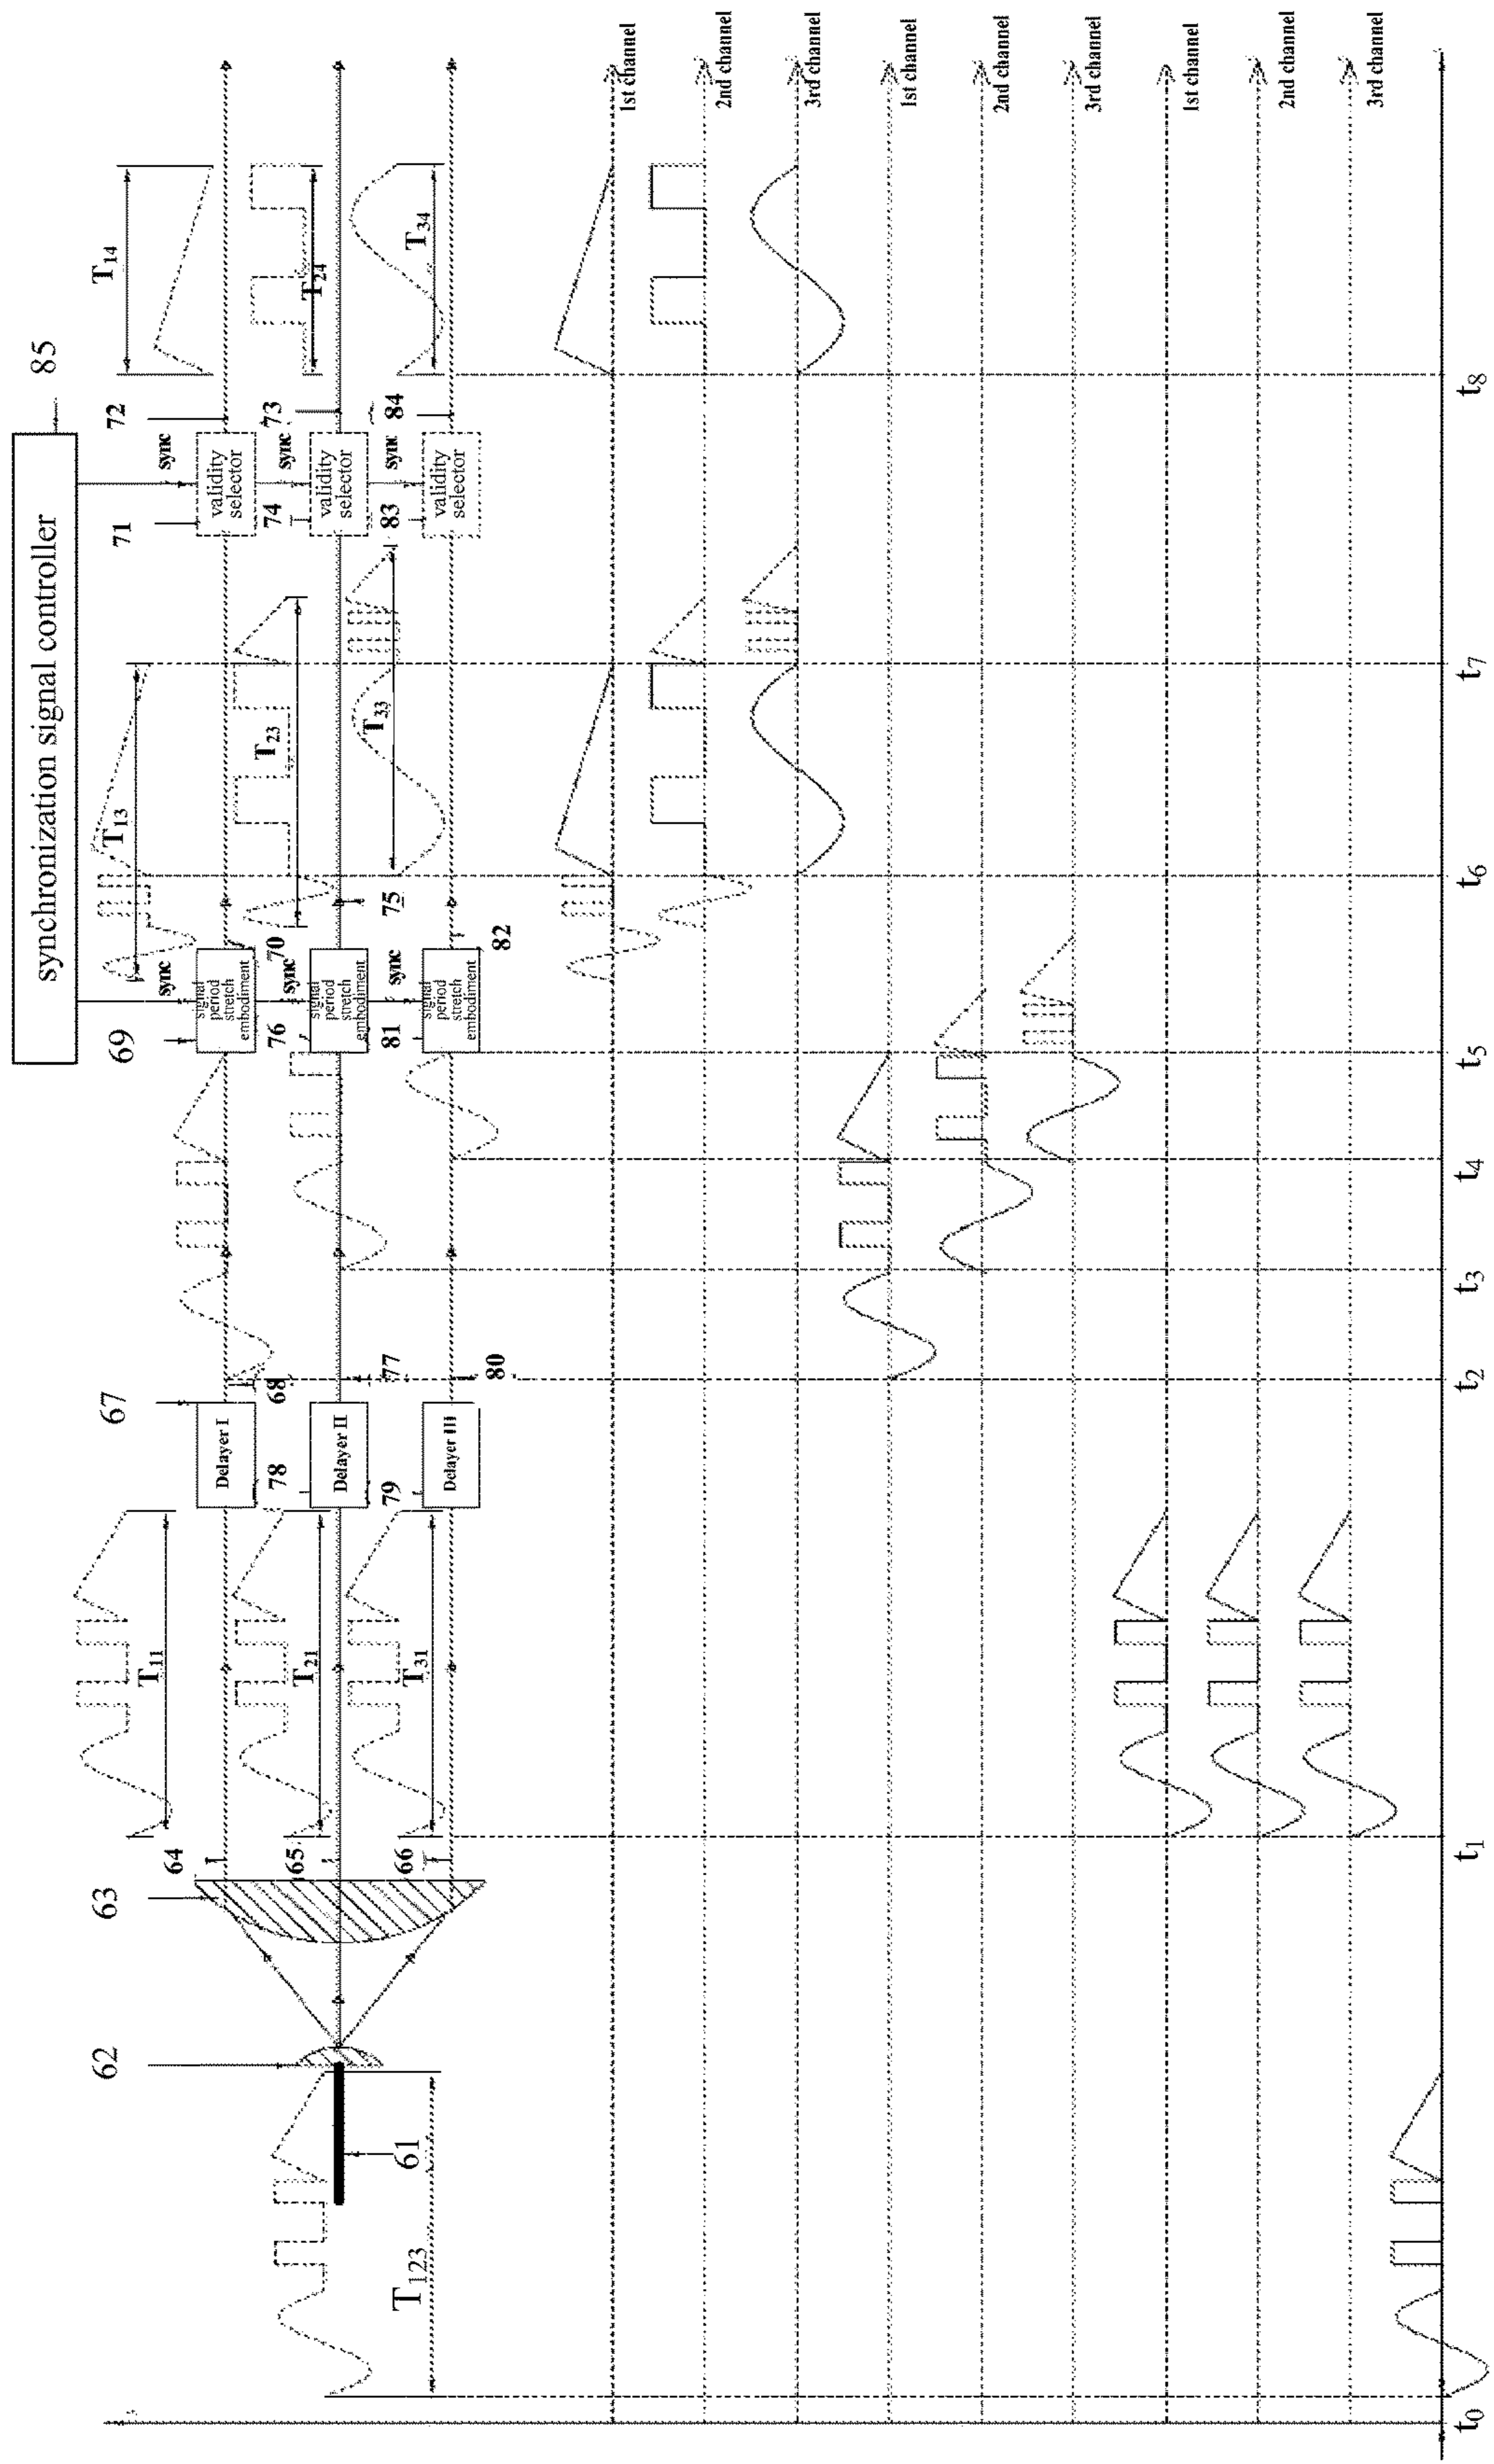 synchronization signal controller
85
T123
61
62
63
64
65
66
T11
T21
T31
67
78
79
Delayer I
Delayer II
Delayer III
68
77
80
69
76
81
sync
sync
sync
signal
period
stretch
embodiment
signal
period
stretch
embodiment
signal
period
stretch
embodiment
70
75
82
T13
T23
T33
71
74
83
sync
sync
sync
validity
selector
validity
selector
validity
selector
72
73
84
T14
T24
T34
1st channel
2nd channel
3rd channel
1st channel
2nd channel
3rd channel
1st channel
2nd channel
3rd channel
t0
t1
t2
t3
t4
t5
t6
t7
t8